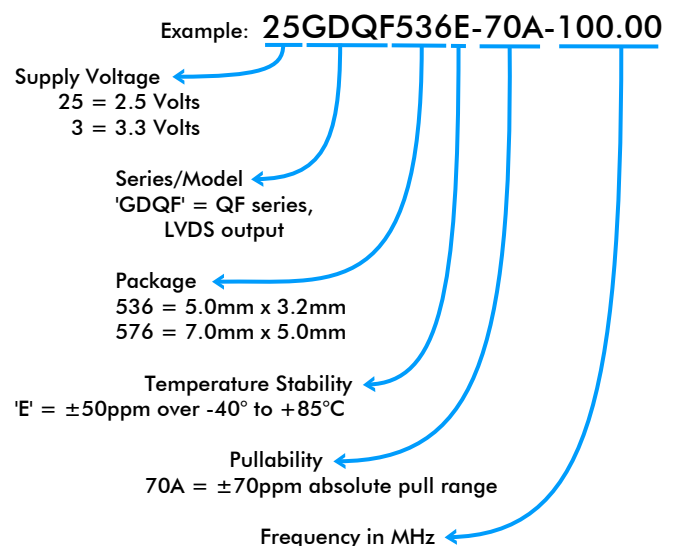 Example: 25GDQF536E-70A-100.00
Supply Voltage
25 = 2.5 Volts
3 = 3.3 Volts
Series/Model
'GDQF' = QF series,
LVDS output
Package
536 = 5.0mm x 3.2mm
576 = 7.0mm x 5.0mm
Temperature Stability
'E' = ±50ppm over -40° to +85°C
Pullability
70A = ±70ppm absolute pull range
Frequency in MHz